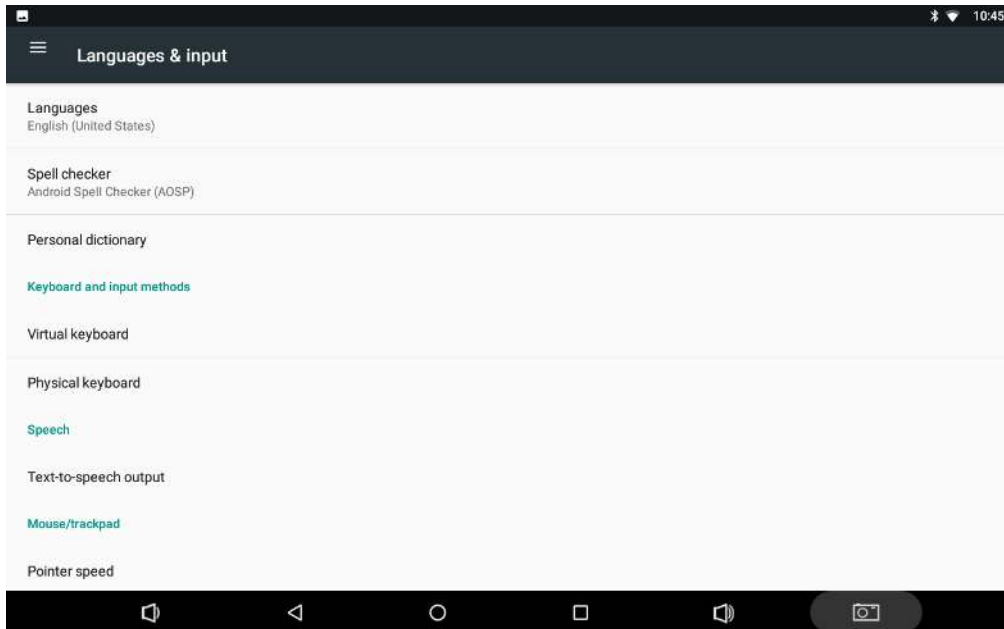 10:45
Languages & input
Languages
English (United States)
Spell checker
Android Spell Checker (AOSP)
Personal dictionary
Keyboard and input methods
Virtual keyboard
Physical keyboard
Speech
Text-to-speech output
Mouse/trackpad
Pointer speed